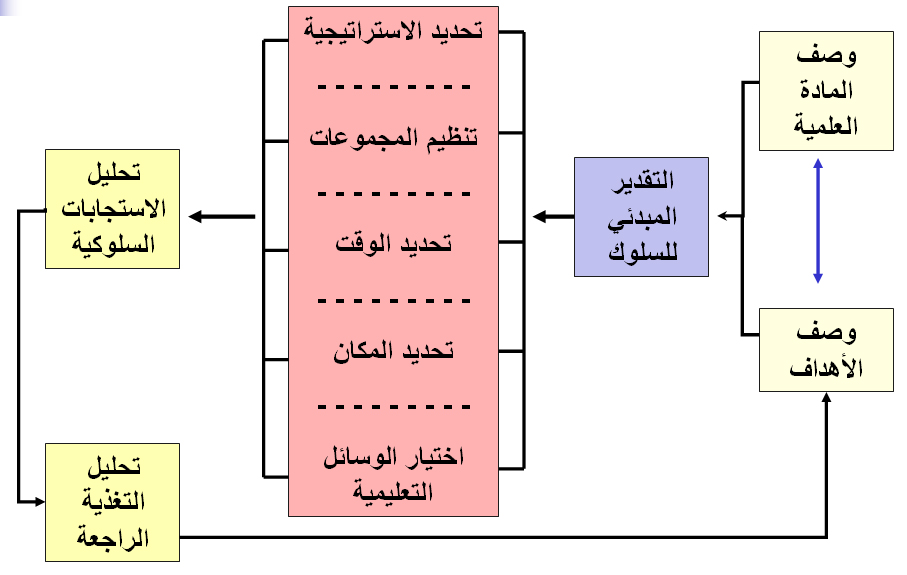 وصف
المادة
العلمية
وصف
الأهداف
التقدير
المبدئي
للسلوك
تحديد الاستراتيجية
تنظيم المجموعات
تحديد الوقت
تحديد المكان
اختيار الوسائل
التعليمية
تحليل
الاستجابات
السلوكية
تحليل
التغذية
الراجعة